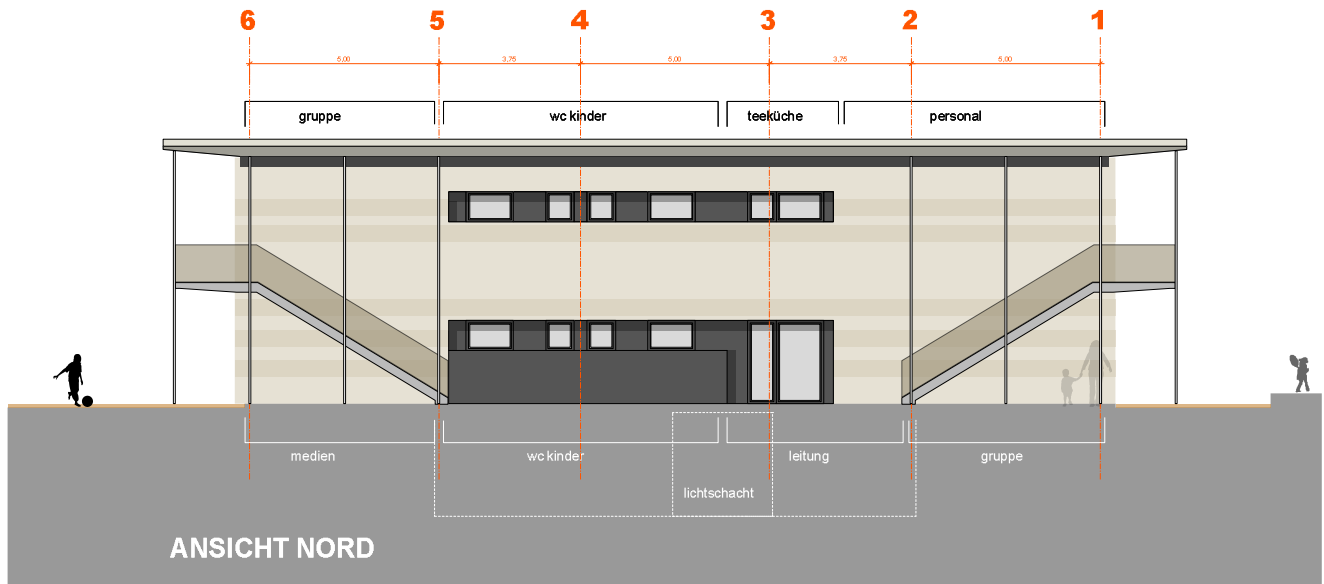 6 5 4 3 2 1
5,00 3,75 5,00 3,75 5,00
gruppe wc kinder teeküche personal
medien wc kinder leitung gruppe
lichtschacht
ANSICHT NORD